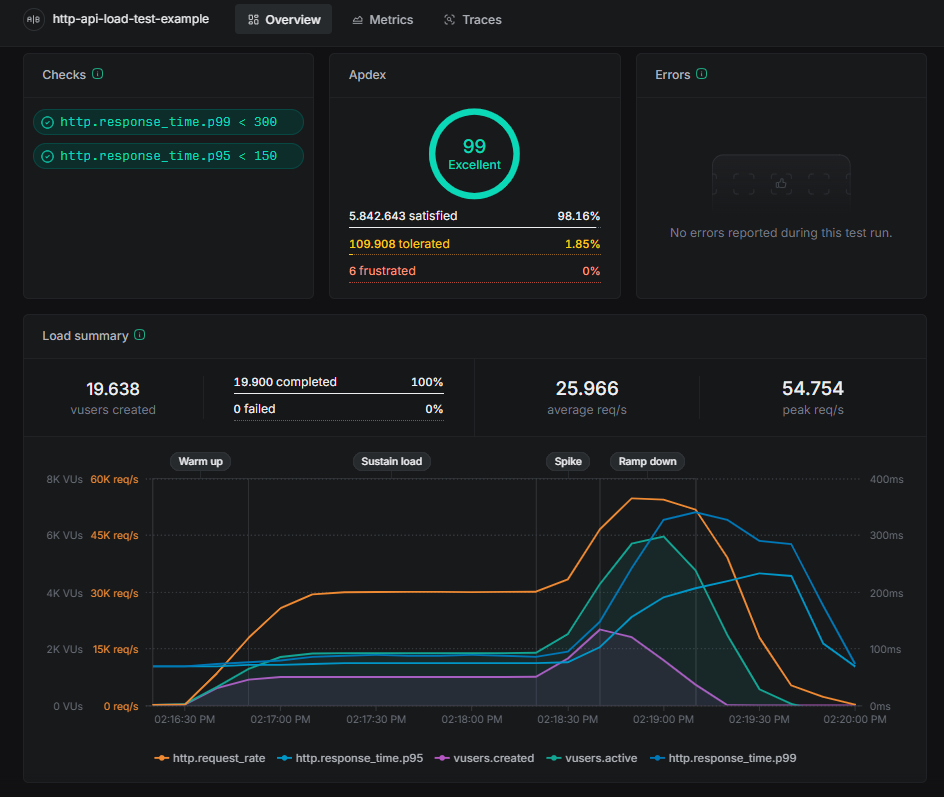 A|B http-api-load-test-example Overview Metrics Traces
Checks
http.response_time.p99 < 300
http.response_time.p95 < 150
Apdex
99
Excellent
5.842.643 satisfied 98.16%
109.908 tolerated 1.85%
6 frustrated 0%
Errors
No errors reported during this test run.
Load summary
19.638
vusers created
19.900 completed 100%
0 failed 0%
25.966
average req/s
54.754
peak req/s
Warm up Sustain load Spike Ramp down
8K VUs 60K req/s 400ms
6K VUs 45K req/s 300ms
4K VUs 30K req/s 200ms
2K VUs 15K req/s 100ms
0 VUs 0 req/s 0ms
02:16:30 PM 02:17:00 PM 02:17:30 PM 02:18:00 PM 02:18:30 PM 02:19:00 PM 02:19:30 PM 02:20:00 PM
http.request_rate http.response_time.p95 vusers.created vusers.active http.response_time.p99